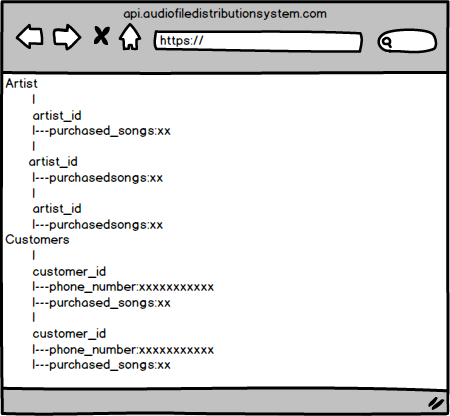 api.audiofiledistributionsystem.com
https://
Artist
|
artist_id
|---purchased_songs:xx
|
artist_id
|---purchasedsongs:xx
|
artist_id
|---purchasedsongs:xx
Customers
|
customer_id
|---phone_number:xxxxxxxxxxx
|---purchased_songs:xx
|
customer_id
|---phone_number:xxxxxxxxxxx
|---purchased_songs:xx